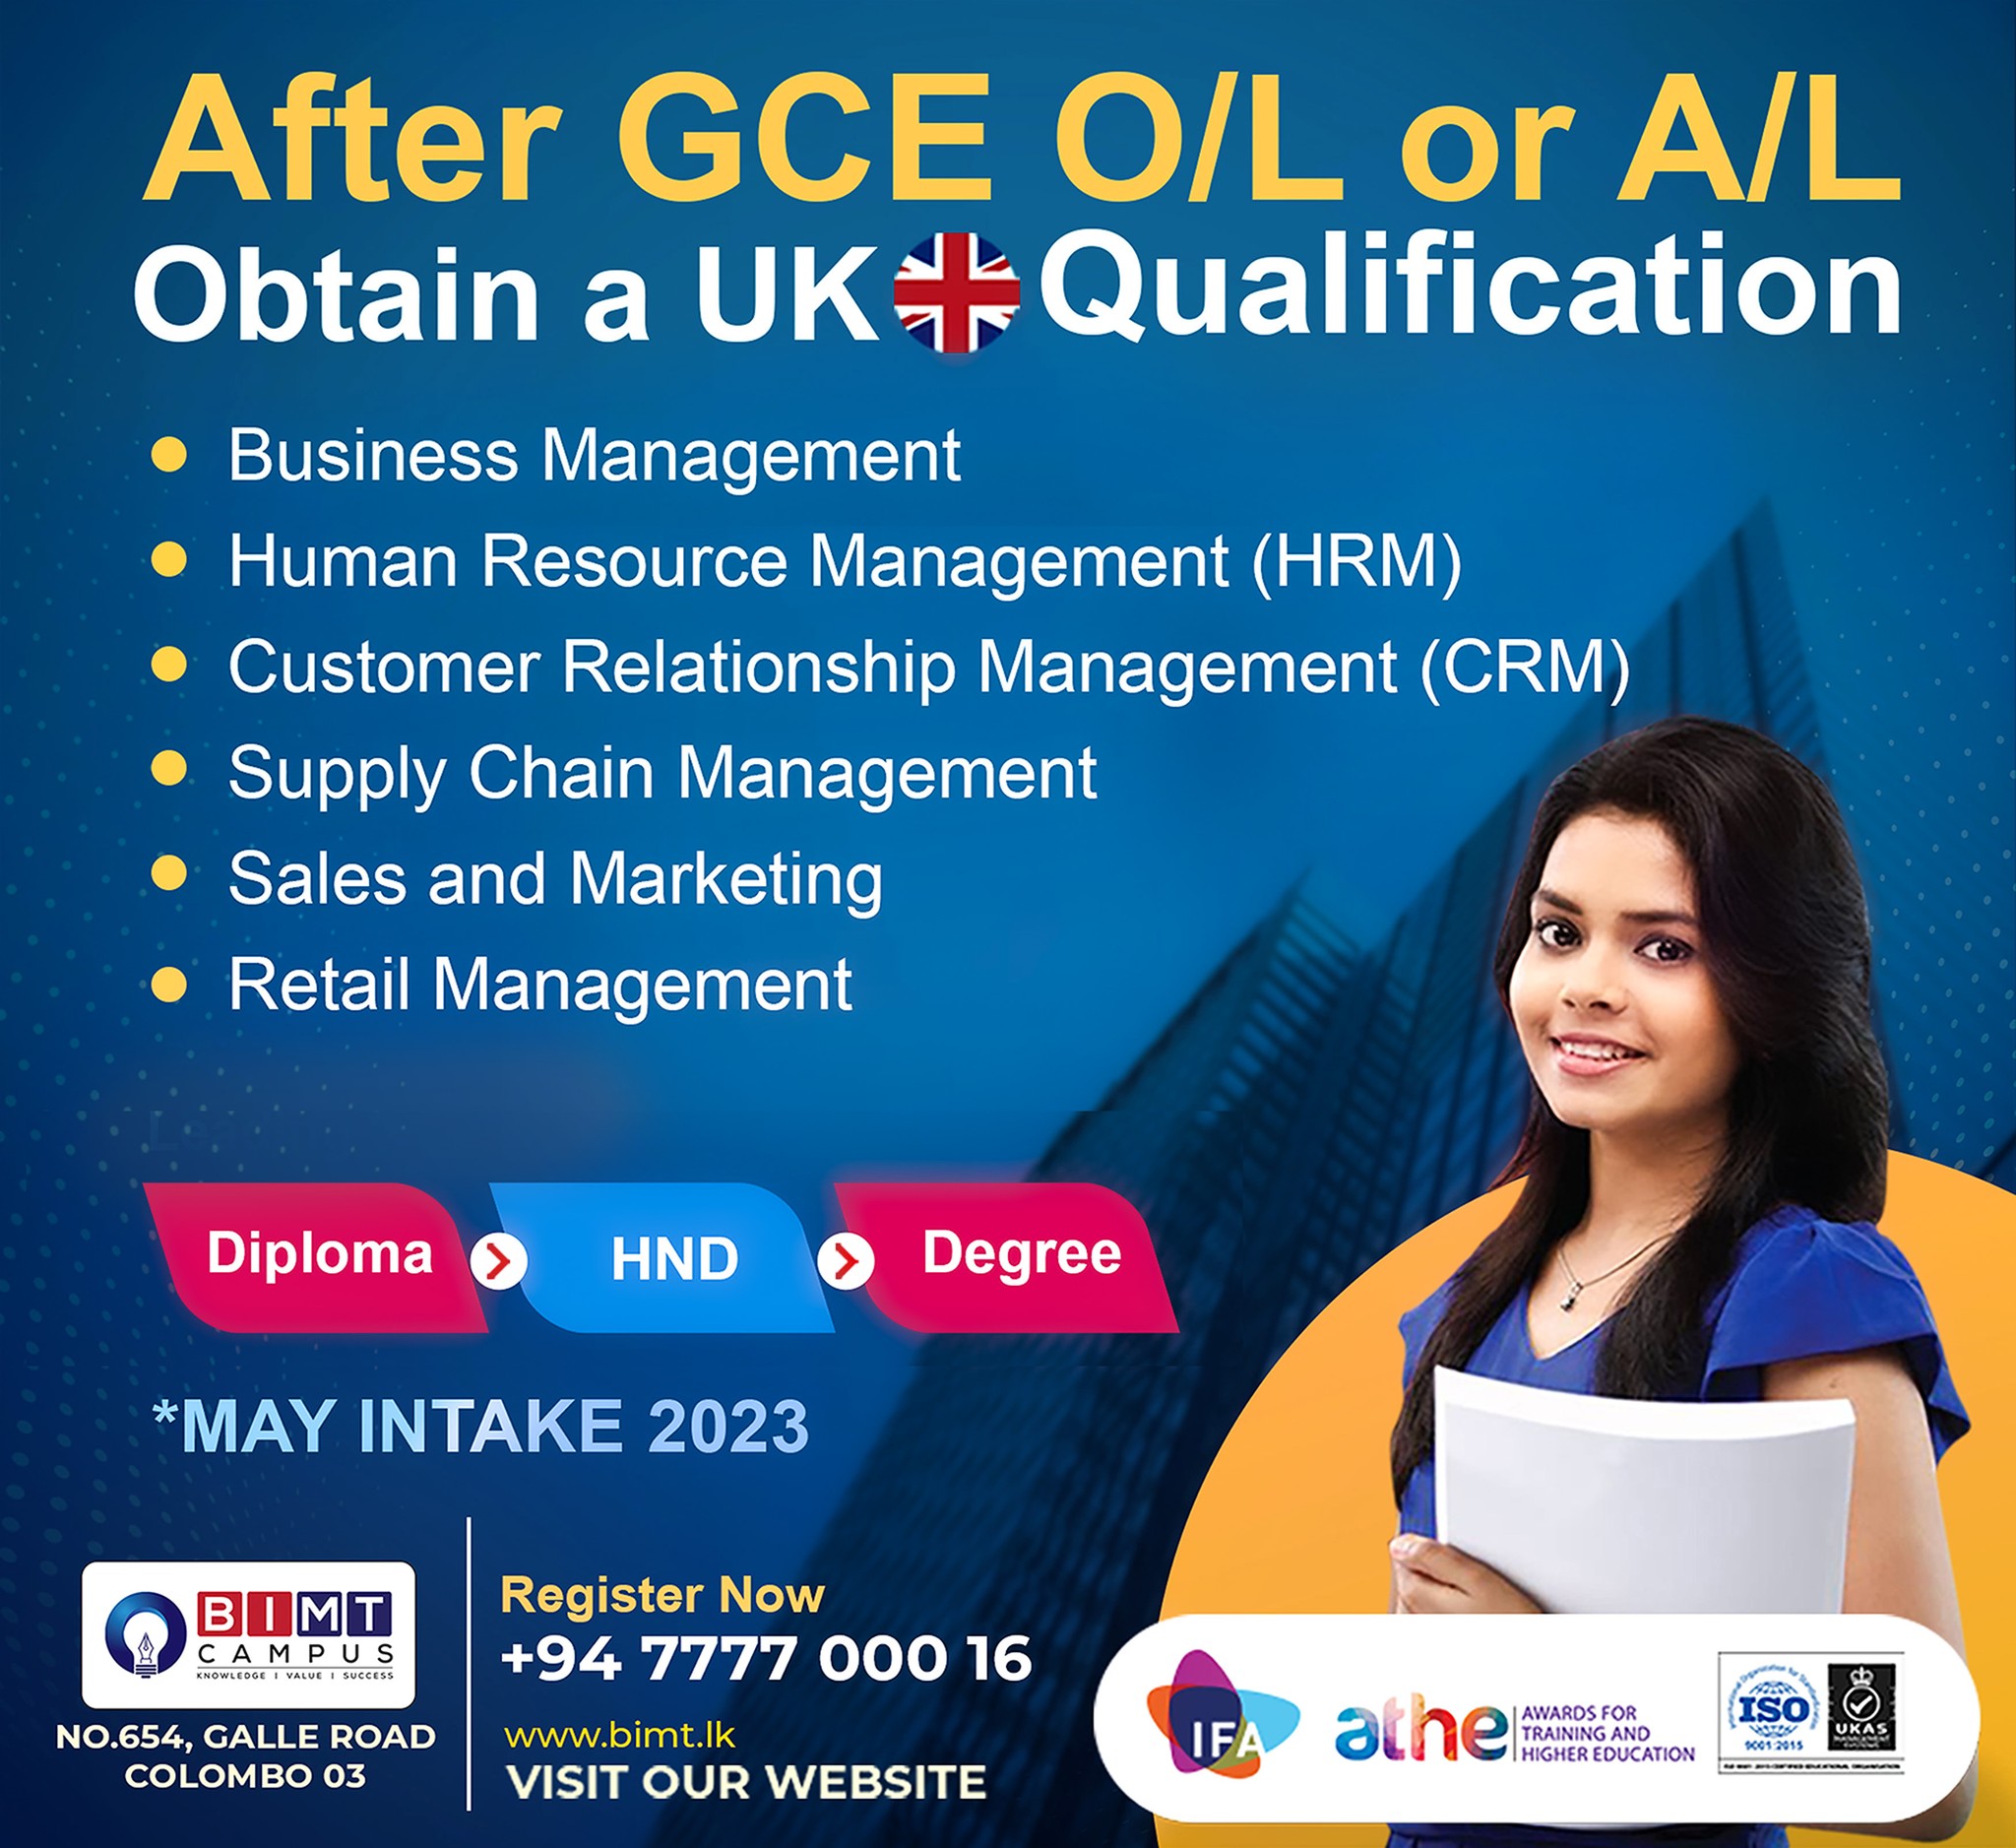 After GCE O/L or A/L
Obtain a UK Qualification
Business Management
Human Resource Management (HRM)
Customer Relationship Management (CRM)
Supply Chain Management
Sales and Marketing
Retail Management
Diploma
HND
Degree
*MAY INTAKE 2023
BIMT
CAMPUS
KNOWLEDGE | VALUE | SUCCESS
NO.654, GALLE ROAD
COLOMBO 03
Register Now
+94 7777 000 16
www.bimt.lk
VISIT OUR WEBSITE
IFA
athe
AWARDS FOR
TRAINING AND
HIGHER EDUCATION
ISO
9001:2015
UKAS
MANAGEMENT
SYSTEMS